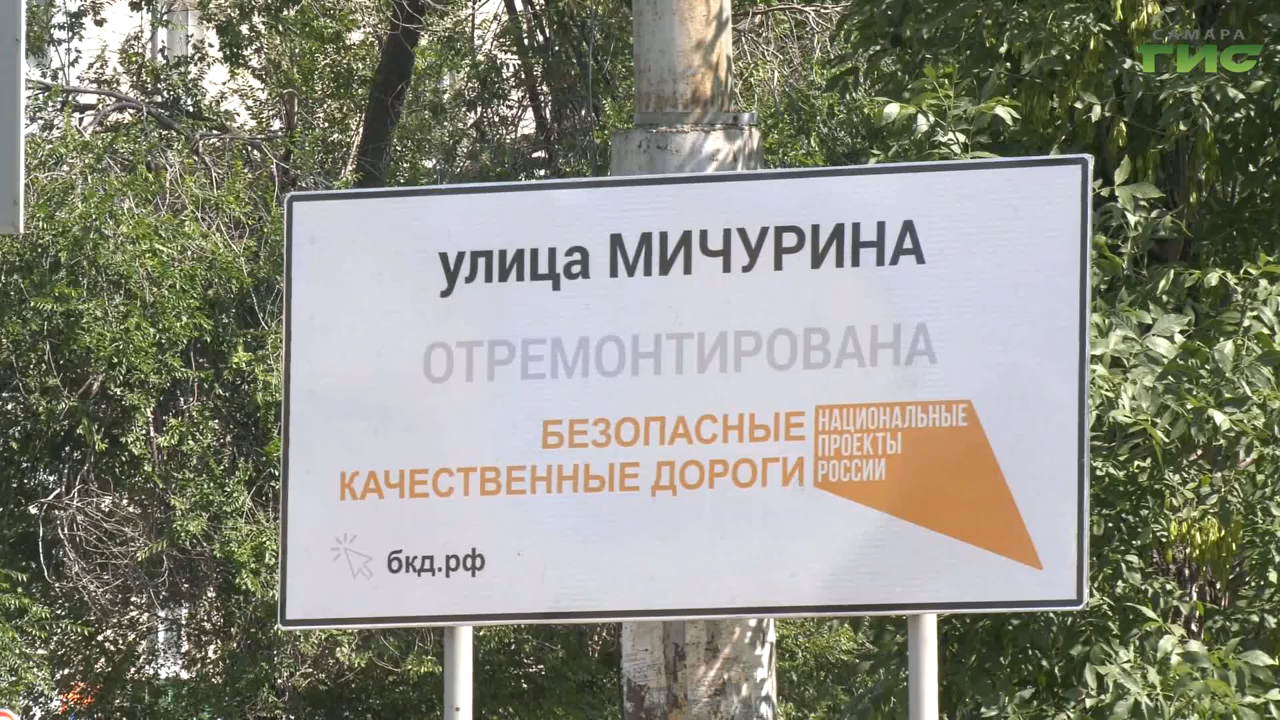 САМАРА
ГИС
улица МИЧУРИНА
ОТРЕМОНТИРОВАНА
БЕЗОПАСНЫЕ
КАЧЕСТВЕННЫЕ ДОРОГИ
НАЦИОНАЛЬНЫЕ
ПРОЕКТЫ
РОССИИ
бкд.рф